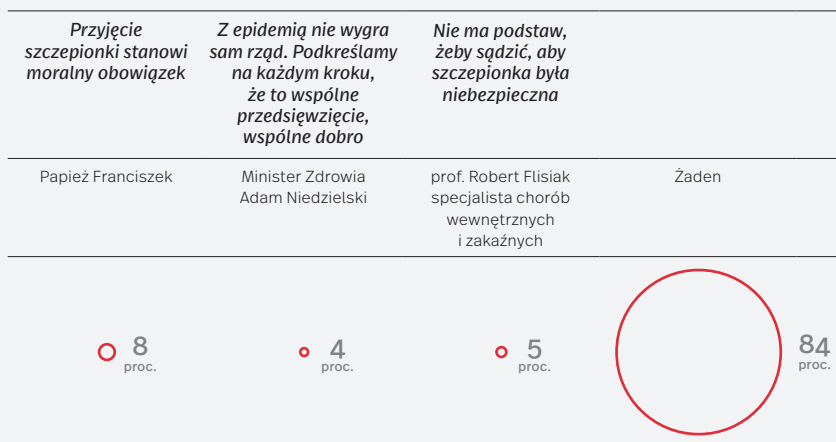 Przyjęcie
szczepionki stanowi
moralny obowiązek
Z epidemią nie wygra
sam rząd. Podkreślamy
na każdym kroku,
że to wspólne
przedsięwzięcie,
wspólne dobro
Nie ma podstaw,
żeby sądzić, aby
szczepionka była
niebezpieczna
Papież Franciszek
Minister Zdrowia
Adam Niedzielski
prof. Robert Flisiak
specjalista chorób
wewnętrznych
i zakaźnych
Żaden
8
proc.
4
proc.
5
proc.
84
proc.